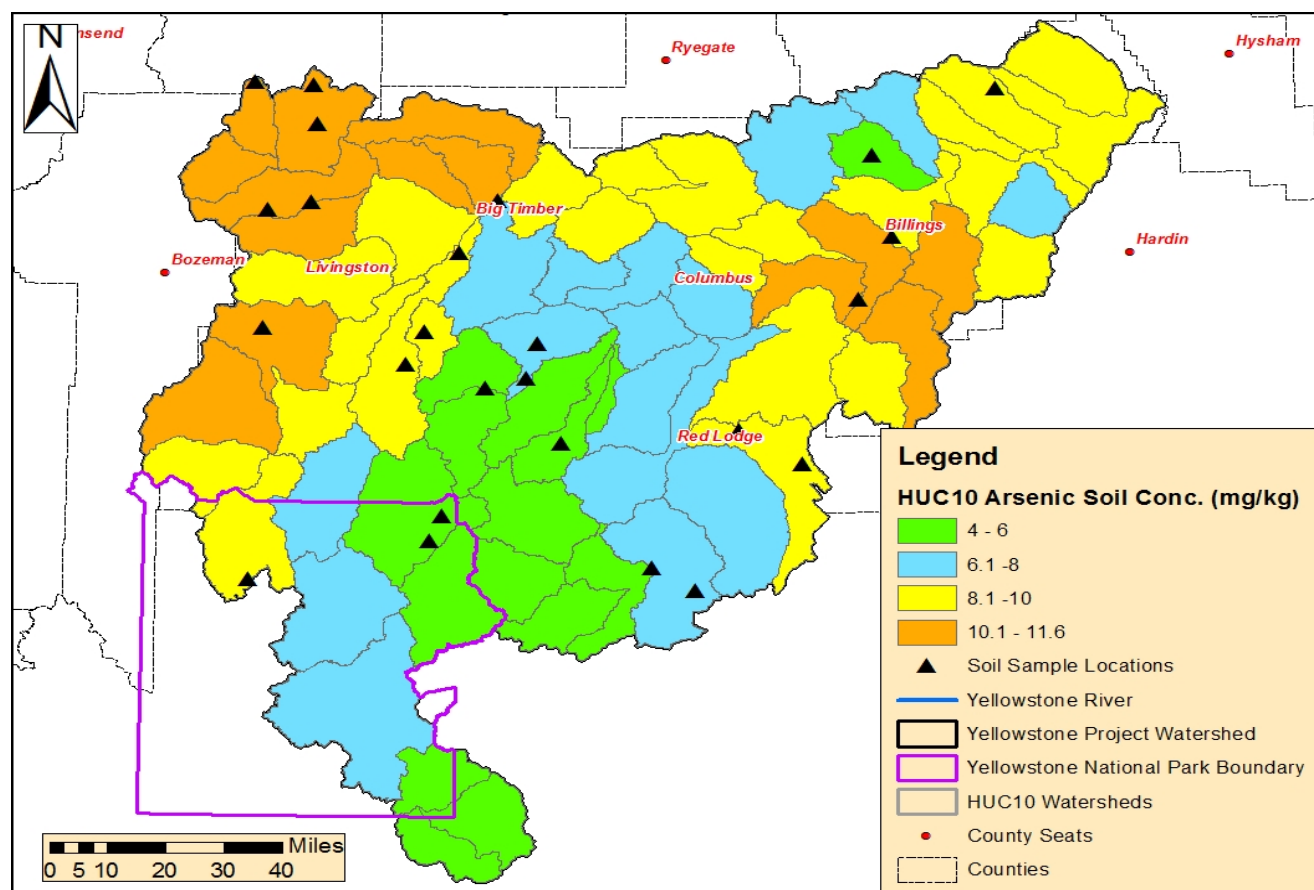 N
nsend
Ryegate
Hysham
Big Timber
Billings
Hardin
Bozeman
Livingston
Columbus
Red Lodge
Legend
HUC10 Arsenic Soil Conc. (mg/kg)
4 - 6
6.1 -8
8.1 -10
10.1 - 11.6
Soil Sample Locations
Yellowstone River
Yellowstone Project Watershed
Yellowstone National Park Boundary
HUC10 Watersheds
County Seats
Counties
Miles
0 5 10 20 30 40